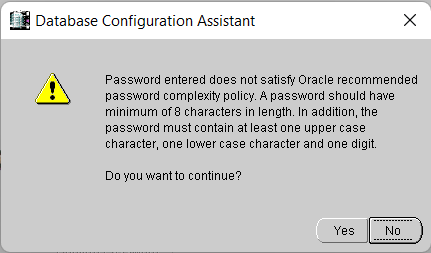 Database Configuration Assistant
Password entered does not satisfy Oracle recommended
password complexity policy. A password should have
minimum of 8 characters in length. In addition, the
password must contain at least one upper case
character, one lower case character and one digit.
Do you want to continue?
Yes
No